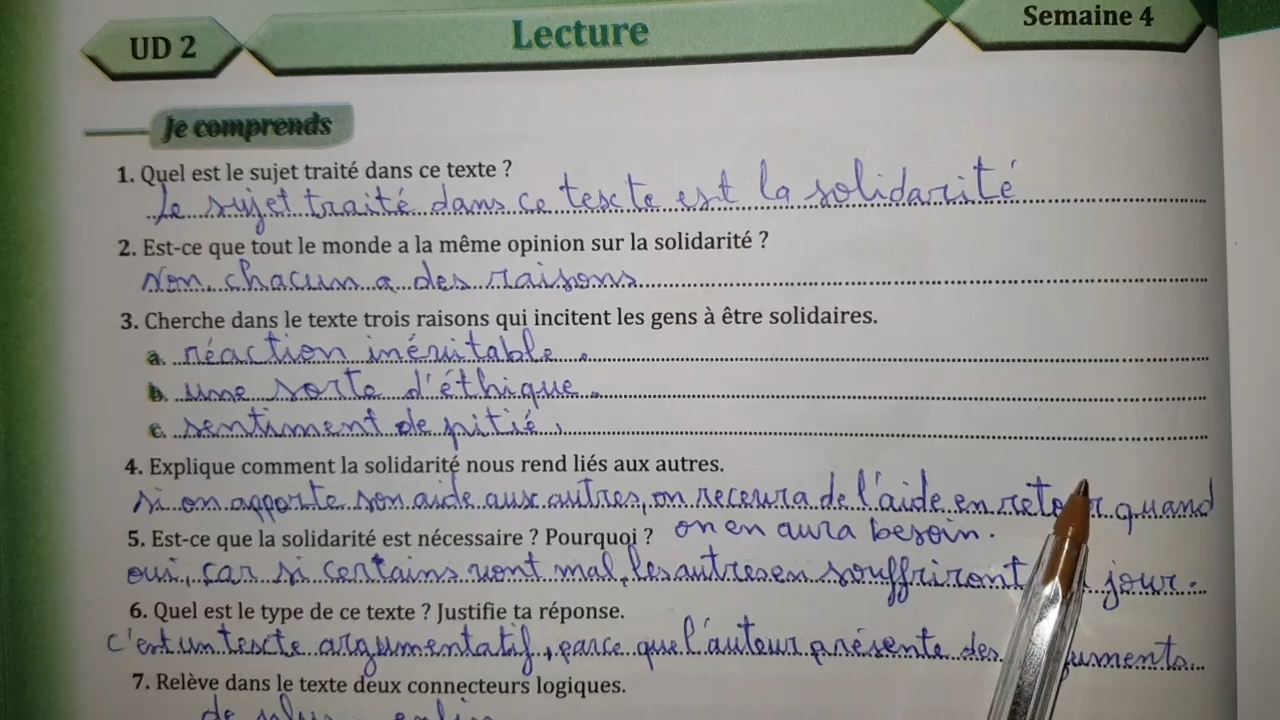 UD 2
Lecture
Semaine 4
Je comprends
1. Quel est le sujet traité dans ce texte ?
Le sujet traité dans ce texte est la solidarité
2. Est-ce que tout le monde a la même opinion sur la solidarité ?
Non, chacun a des raisons
3. Cherche dans le texte trois raisons qui incitent les gens à être solidaires.
a. réaction inévitable.
b. une sorte d'éthique.
c. sentiment de pitié,
4. Explique comment la solidarité nous rend liés aux autres.
si on apporte son aide aux autres, on recevra de l'aide en retour quand
on en aura besoin.
5. Est-ce que la solidarité est nécessaire ? Pourquoi ?
oui, car si certains vont mal, les autres en souffriront jour.
6. Quel est le type de ce texte ? Justifie ta réponse.
c'est un texte argumentatif, parce que l'auteur présente des
7. Relève dans le texte deux connecteurs logiques.